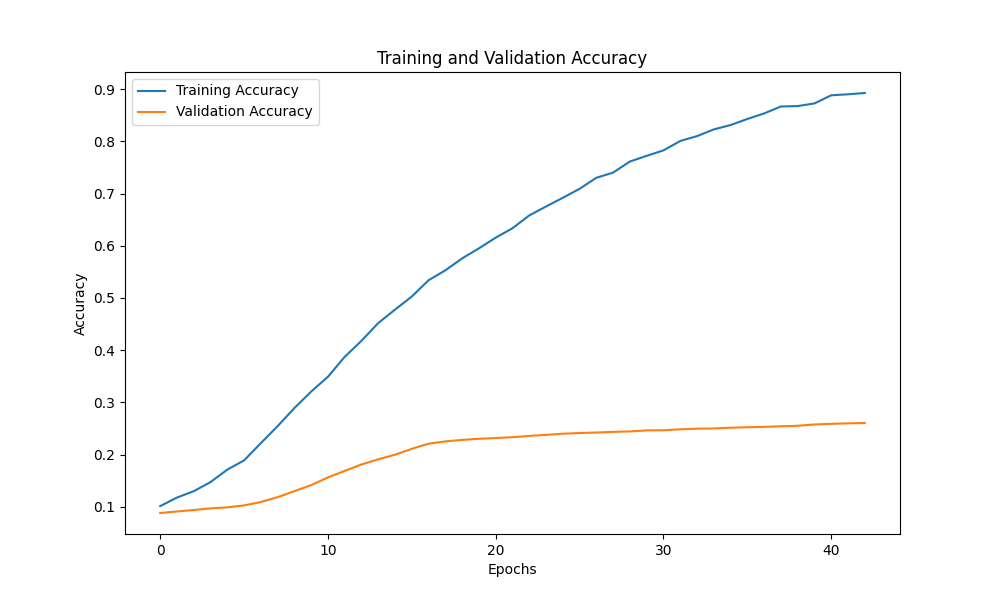 Training and Validation Accuracy
Training Accuracy
Validation Accuracy
0.9
0.8
0.7
0.6
0.5
0.4
0.3
0.2
0.1
Accuracy
0 10 20 30 40
Epochs